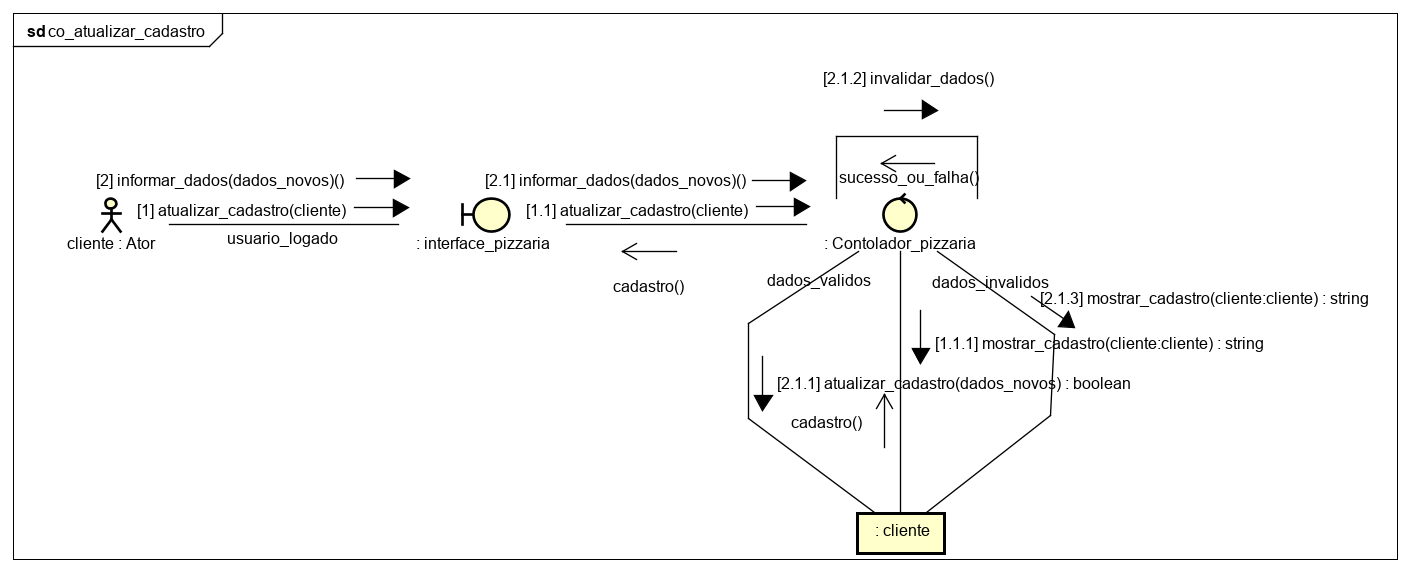 sd co_atualizar_cadastro
[2.1.2] invalidar_dados()
sucesso_ou_falha()
[2] informar_dados(dados_novos)()
[2.1] informar_dados(dados_novos)()
[1] atualizar_cadastro(cliente)
[1.1] atualizar_cadastro(cliente)
usuario_logado
cliente : Ator
: interface_pizzaria
: Contolador_pizzaria
cadastro()
dados_validos
dados_invalidos
[2.1.3] mostrar_cadastro(cliente:cliente) : string
[1.1.1] mostrar_cadastro(cliente:cliente) : string
[2.1.1] atualizar_cadastro(dados_novos) : boolean
cadastro()
: cliente